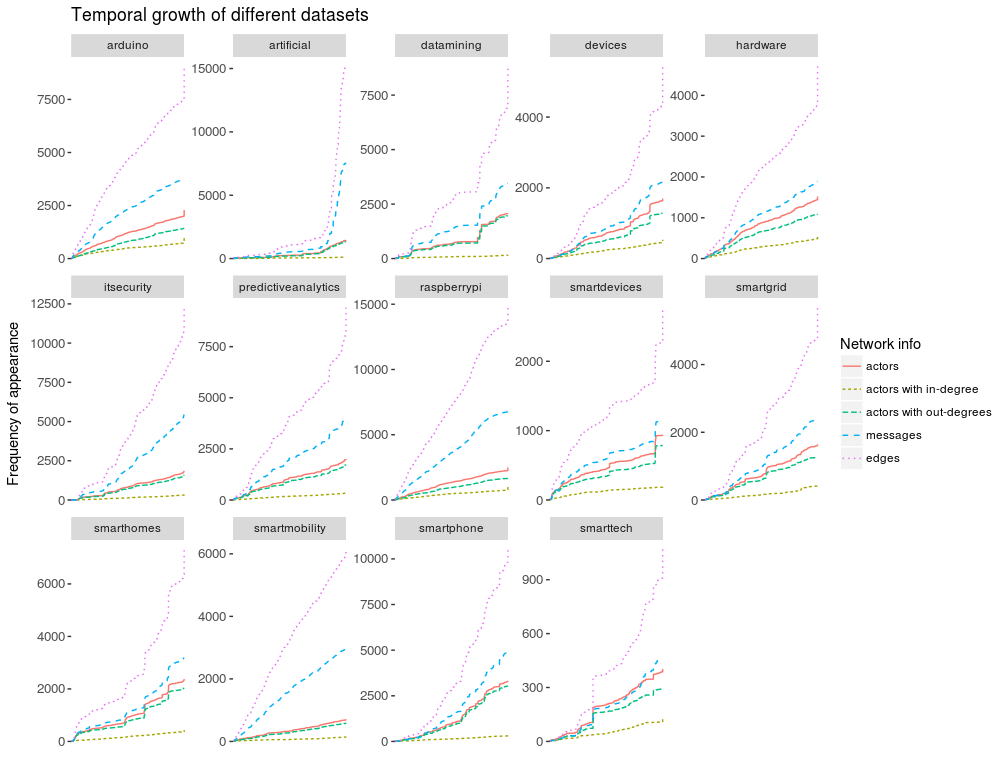 Temporal growth of different datasets
arduino
artificial
datamining
devices
hardware
7500
5000
2500
0
15000
10000
5000
0
7500
5000
2500
0
4000
2000
0
4000
3000
2000
1000
0
itsecurity
predictiveanalytics
raspberrypi
smartdevices
smartgrid
12500
10000
7500
5000
2500
0
7500
5000
2500
0
15000
10000
5000
0
2000
1000
0
4000
2000
0
smarthomes
smartmobility
smartphone
smarttech
6000
4000
2000
0
6000
4000
2000
0
10000
7500
5000
2500
0
900
600
300
0
Frequency of appearance
Network info
actors
actors with in-degree
actors with out-degrees
messages
edges